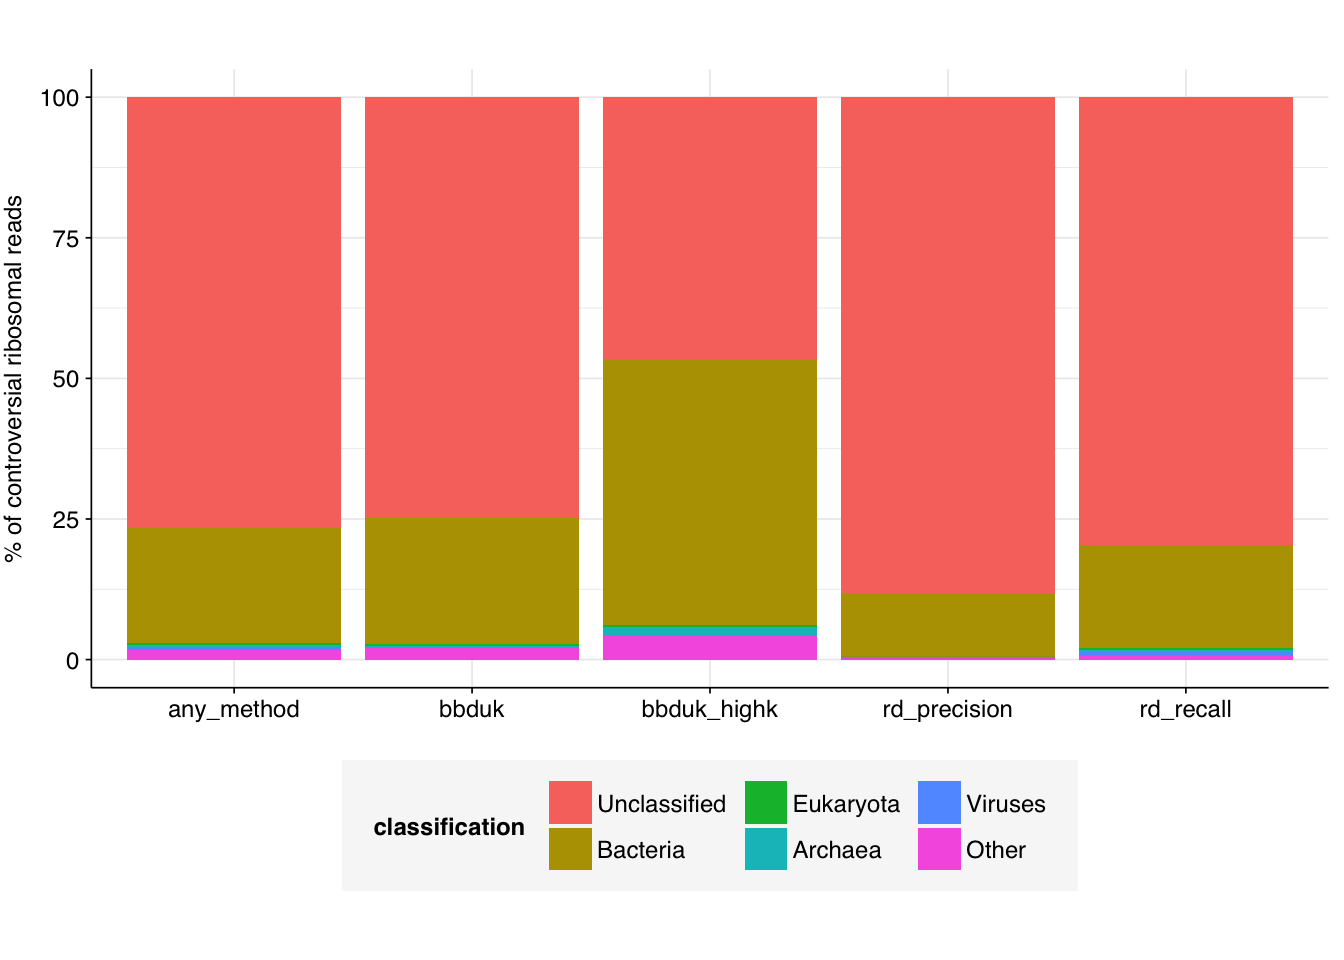 % of controversial ribosomal reads
100
75
50
25
0
any_method bbduk bbduk_highk rd_precision rd_recall
classification
Unclassified Eukaryota Viruses
Bacteria Archaea Other